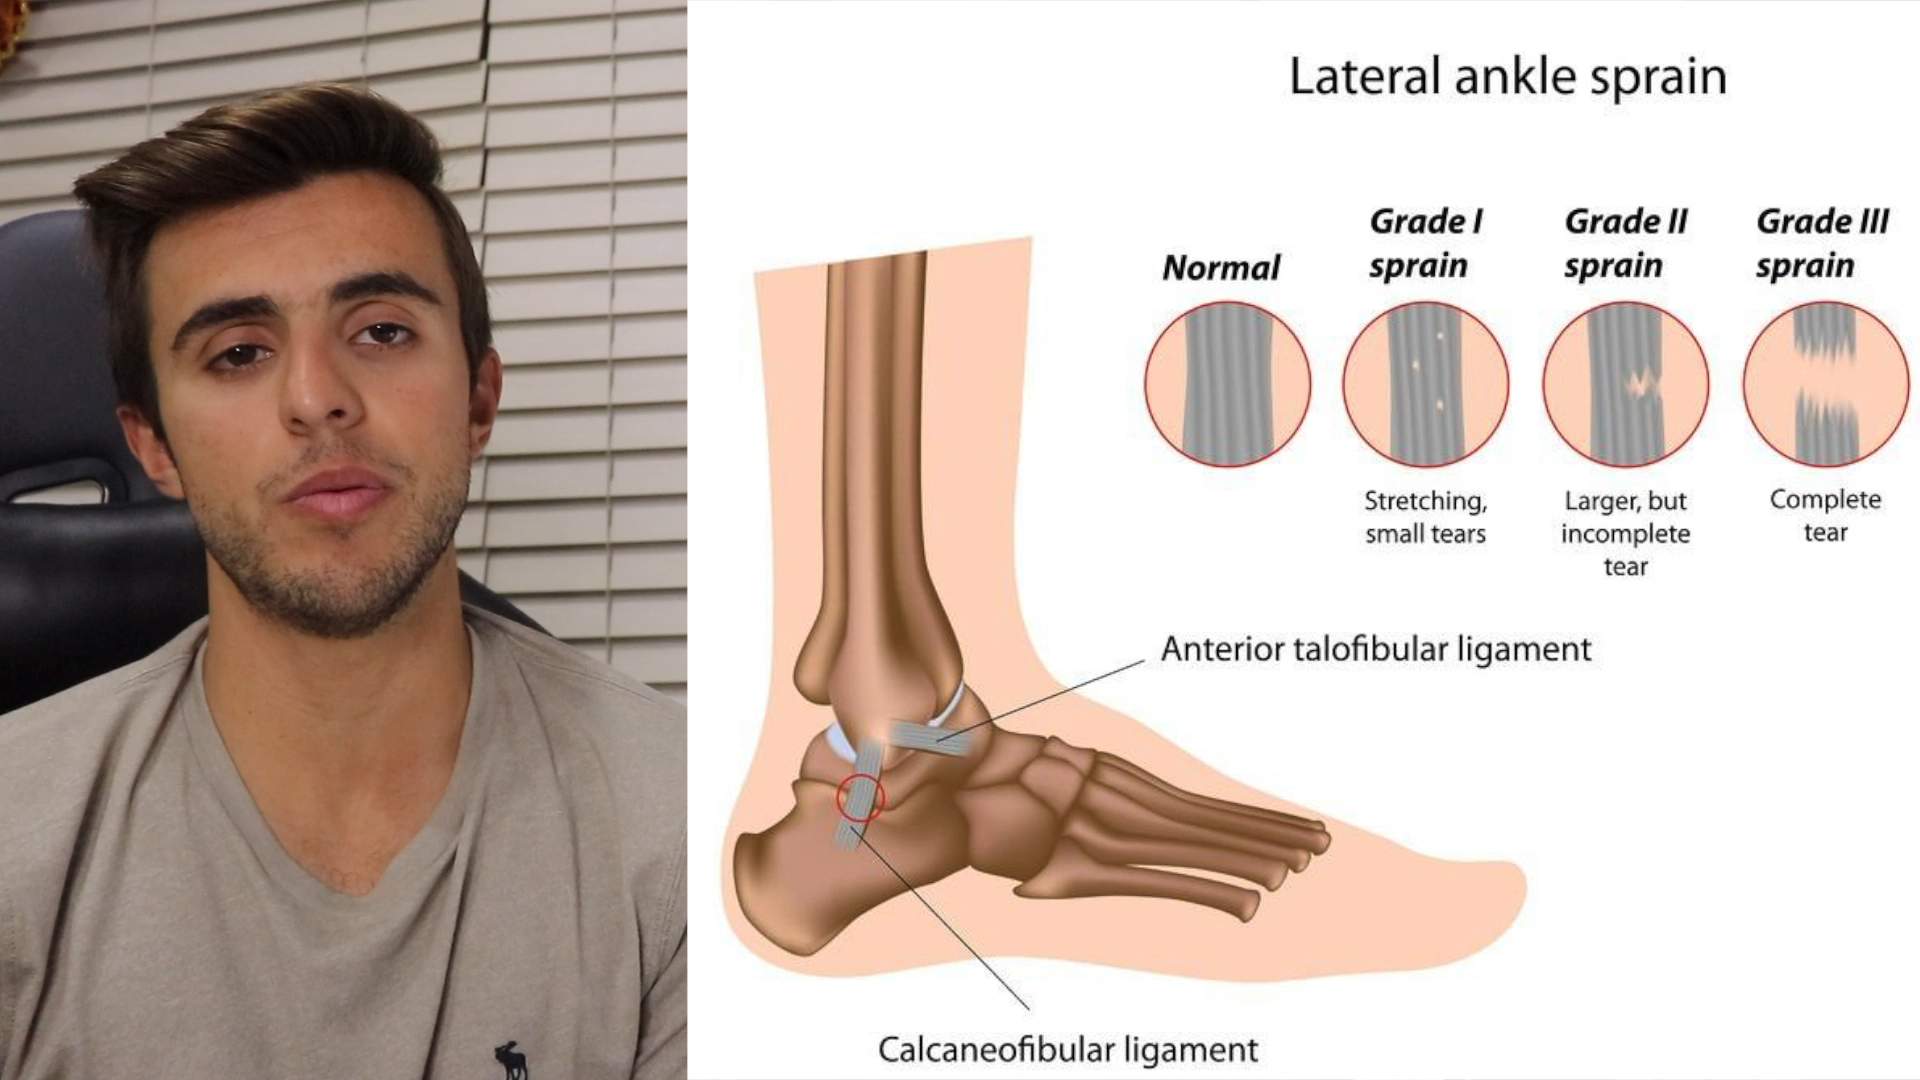 Lateral ankle sprain
Normal
Grade I
sprain
Grade II
sprain
Grade III
sprain
Stretching,
small tears
Larger, but
incomplete
tear
Complete
tear
Anterior talofibular ligament
Calcaneofibular ligament